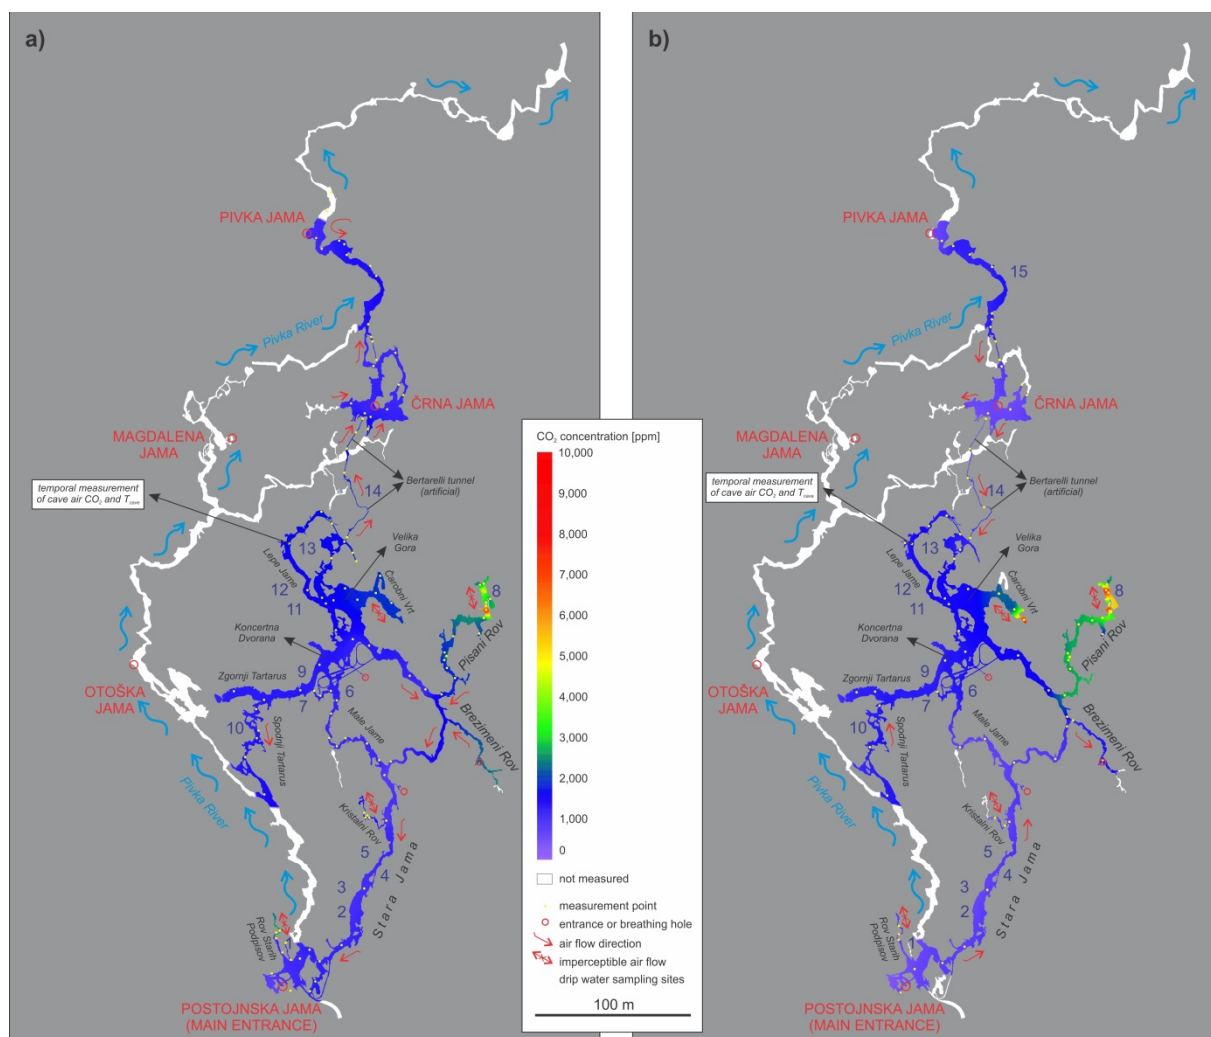 a)
PIVKA JAMA
Pivka River
ČRNA JAMA
MAGDALENA
JAMA
temporal measurement
of cave air CO₂ and T cave
Bertarelli tunnel
(artificial)
14
13
Velika
Gora
Lepe Jame
12
11
Čarobni Vrt
8
Koncertna
Dvorana
Pisani Rov
9
Zgornji Tartarus
6
7
OTOŠKA
JAMA
10
Spodnji Tartarus
Male Jame
Brezimeni Rov
Pivka River
Kristalni Rov
5
4
3
2
Stara Jama
Rov Starih
Podpisov
1
POSTOJNSKA JAMA
(MAIN ENTRANCE)
CO₂ concentration [ppm]
10,000
9,000
8,000
7,000
6,000
5,000
4,000
3,000
2,000
1,000
0
not measured
measurement point
entrance or breathing hole
air flow direction
imperceptible air flow
drip water sampling sites
100 m
b)
PIVKA JAMA
15
Pivka River
ČRNA JAMA
MAGDALENA
JAMA
temporal measurement
of cave air CO₂ and T cave
Bertarelli tunnel
(artificial)
14
13
Velika
Gora
Lepe Jame
12
11
Čarobni Vrt
8
Koncertna
Dvorana
Pisani Rov
9
Zgornji Tartarus
6
7
OTOŠKA
JAMA
10
Spodnji Tartarus
Male Jame
Brezimeni Rov
Pivka River
Kristalni Rov
5
4
3
2
Stara Jama
Rov Starih
Podpisov
1
POSTOJNSKA JAMA
(MAIN ENTRANCE)